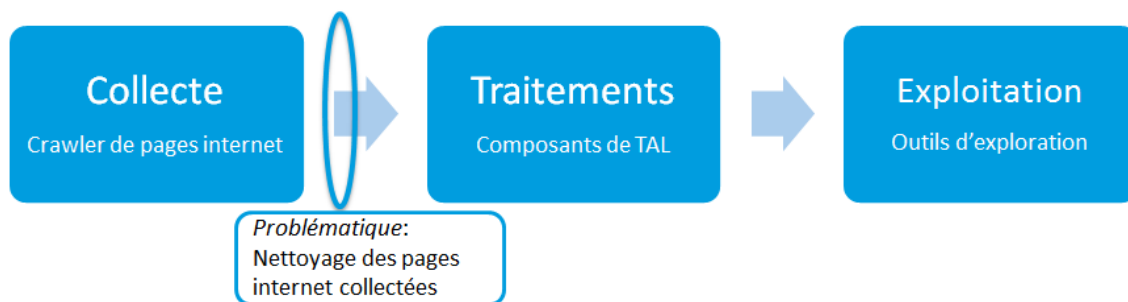 Collecte
Crawler de pages internet
Traitements
Composants de TAL
Exploitation
Outils d'exploration
Problématique:
Nettoyage des pages
internet collectées